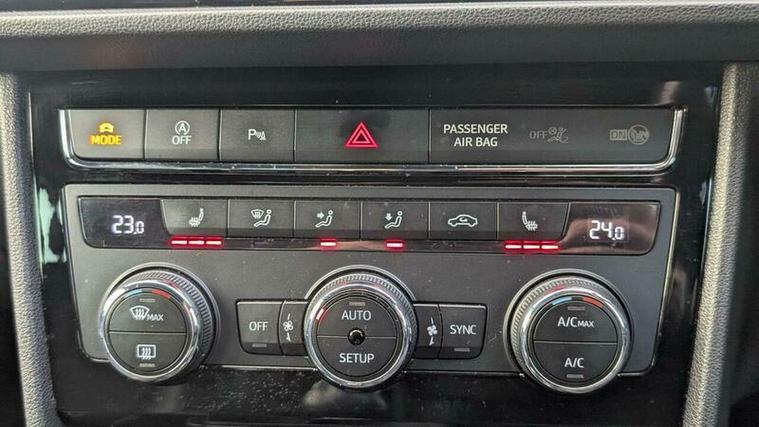 MODE
A
OFF
P
PASSENGER
AIR BAG
OFF
ON
23.0
24.0
MAX
OFF
AUTO
SETUP
SYNC
A/C MAX
A/C